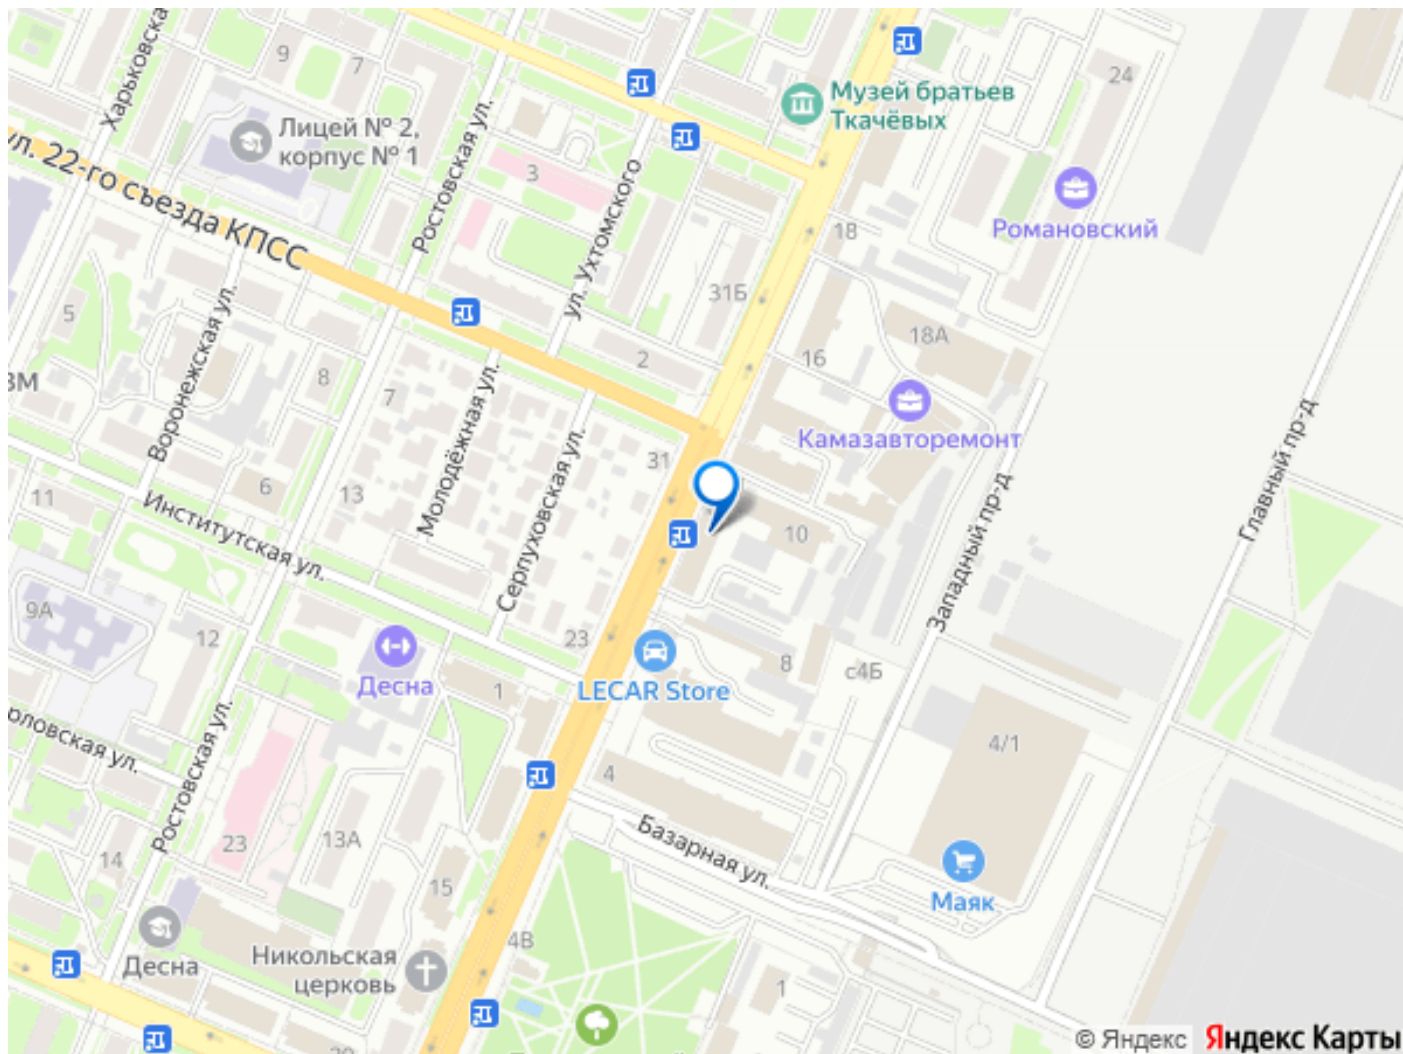 Харьковска
9
7
24
Музей братьев
Ткачёвых
Лицей № 2,
корпус № 1
ул. 22-го съезда КПСС
Ростовская ул.
3
ул. Ухтомского
18
Романовский
31Б
5
Воронежская ул.
2
16
18А
ЗМ
8
7
Молодёжная ул.
Камазавторемонт
Главный пр-д
31
11
6
13
Серпуховская ул.
10
Западный пр-д
Институтская ул.
9А
12
23
Десна
1
LECAR Store
8
с4Б
рловская ул.
Ростовская ул.
4
4/1
23
13А
Базарная ул.
14
15
Маяк
Десна
Никольская
церковь
4В
1
© Яндекс
Яндекс Карты